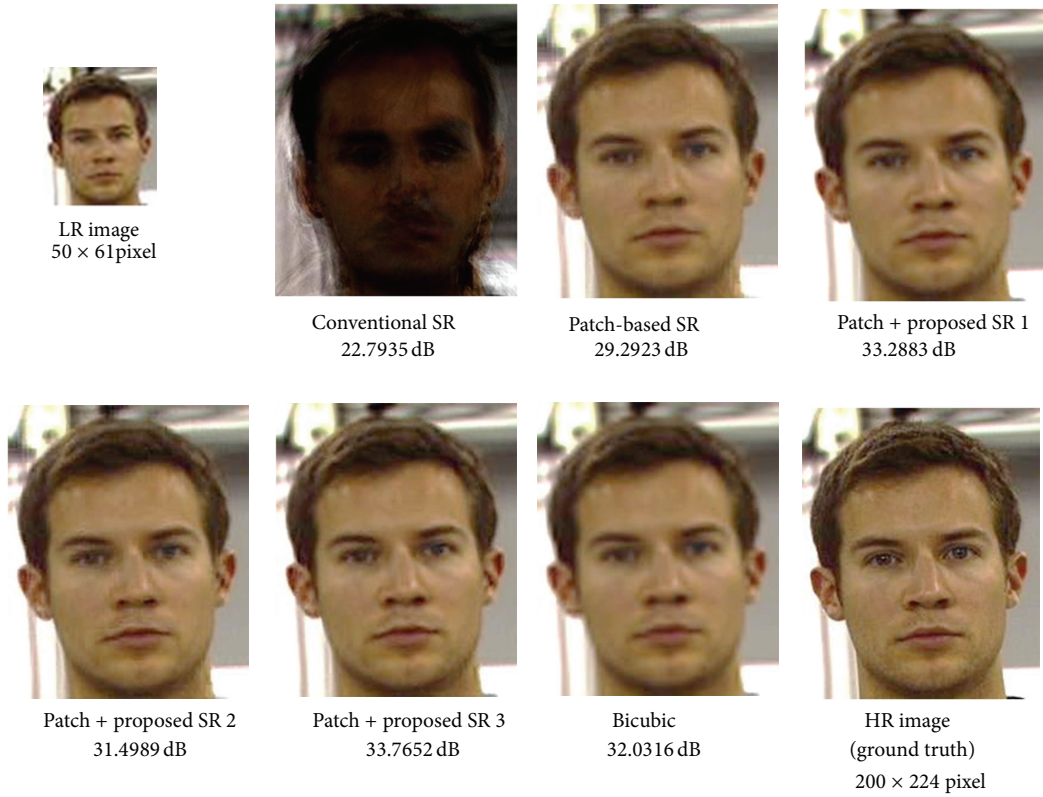 LR image
50 × 61pixel
Conventional SR
22.7935 dB
Patch-based SR
29.2923 dB
Patch + proposed SR 1
33.2883 dB
Patch + proposed SR 2
31.4989 dB
Patch + proposed SR 3
33.7652 dB
Bicubic
32.0316 dB
HR image
(ground truth)
200 × 224 pixel